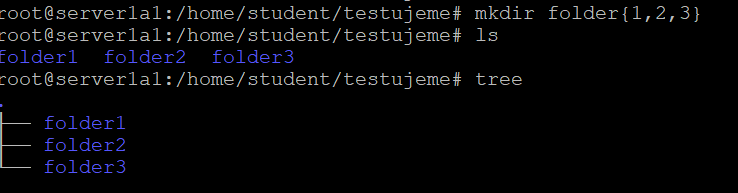 root@server1a1:/home/student/testujeme# mkdir folder{1,2,3}
root@server1a1:/home/student/testujeme# ls
folder1  folder2  folder3
root@server1a1:/home/student/testujeme# tree
.
├── folder1
├── folder2
└── folder3